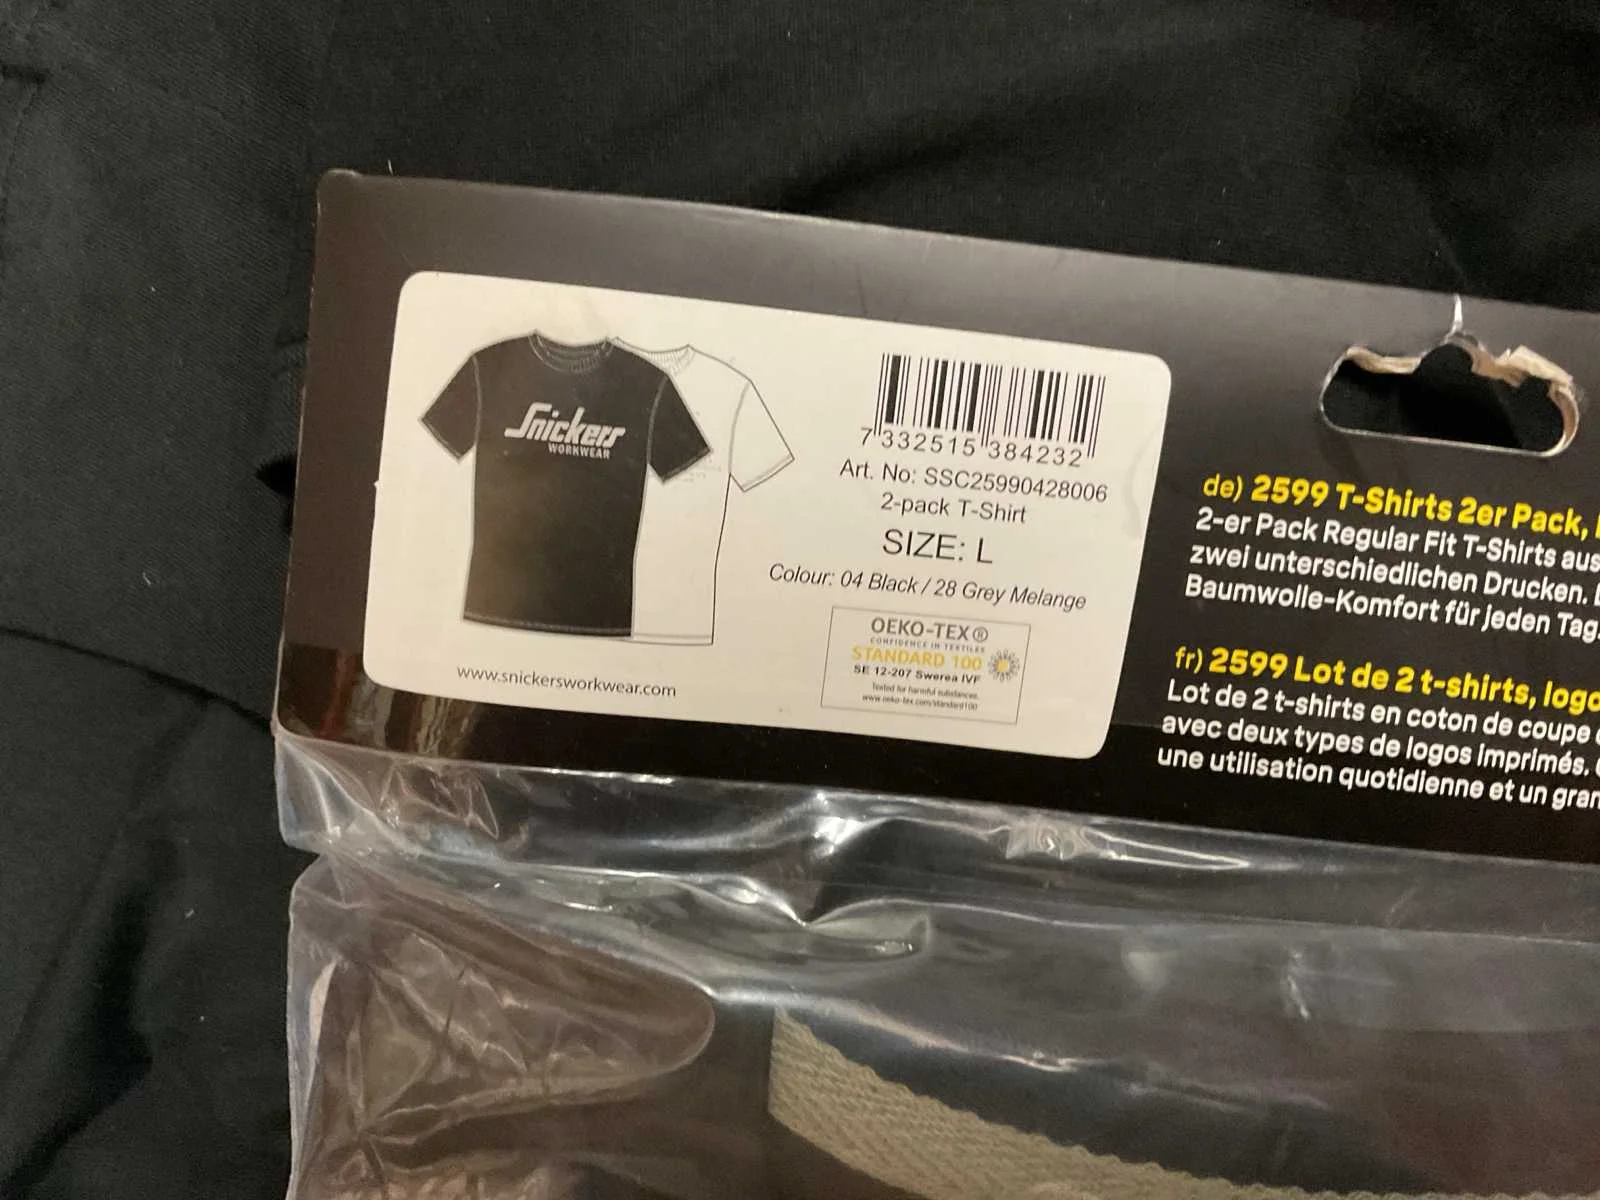 Snickers
WORKWEAR
www.snickersworkwear.com
7 332515 384232
Art. No: SSC25990428006
2-pack T-Shirt
SIZE: L
Colour: 04 Black / 28 Grey Melange
OEKO-TEX®
CONFIDENCE IN TEXTILES
STANDARD 100
SE 12-207 Swerea IVF
Tested for harmful substances.
www.oeko-tex.com/standard100
de) 2599 T-Shirts 2er Pack,
2-er Pack Regular Fit T-Shirts aus
zwei unterschiedlichen Drucken.
Baumwolle-Komfort für jeden Tag.
fr) 2599 Lot de 2 t-shirts, logo
Lot de 2 t-shirts en coton de coupe
avec deux types de logos imprimés.
une utilisation quotidienne et un gran